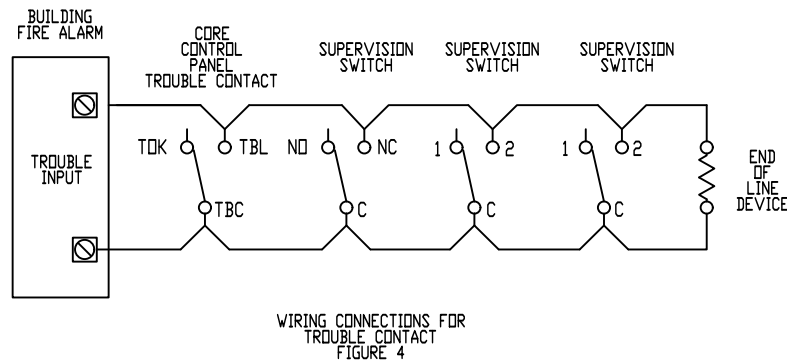 BUILDING
FIRE ALARM
CORE
CONTROL
PANEL
TROUBLE CONTACT
SUPERVISION
SWITCH
SUPERVISION
SWITCH
SUPERVISION
SWITCH
TROUBLE
INPUT
TOK
TBL
NO
NC
1
2
1
2
TBC
C
C
C
END
OF
LINE
DEVICE
WIRING CONNECTIONS FOR
TROUBLE CONTACT
FIGURE 4